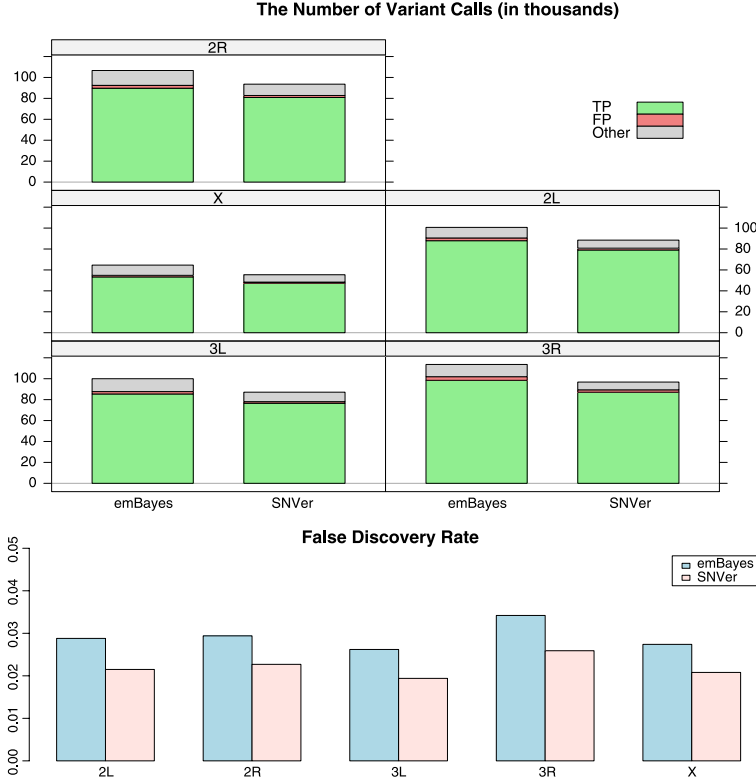 The Number of Variant Calls (in thousands)
2R
100
80
60
40
20
0
TP
FP
Other
X
2L
100
80
60
40
20
0
3L
3R
100
80
60
40
20
0
emBayes
SNVer
emBayes
SNVer
False Discovery Rate
0.05
0.04
0.03
0.02
0.01
0.00
emBayes
SNVer
2L
2R
3L
3R
X